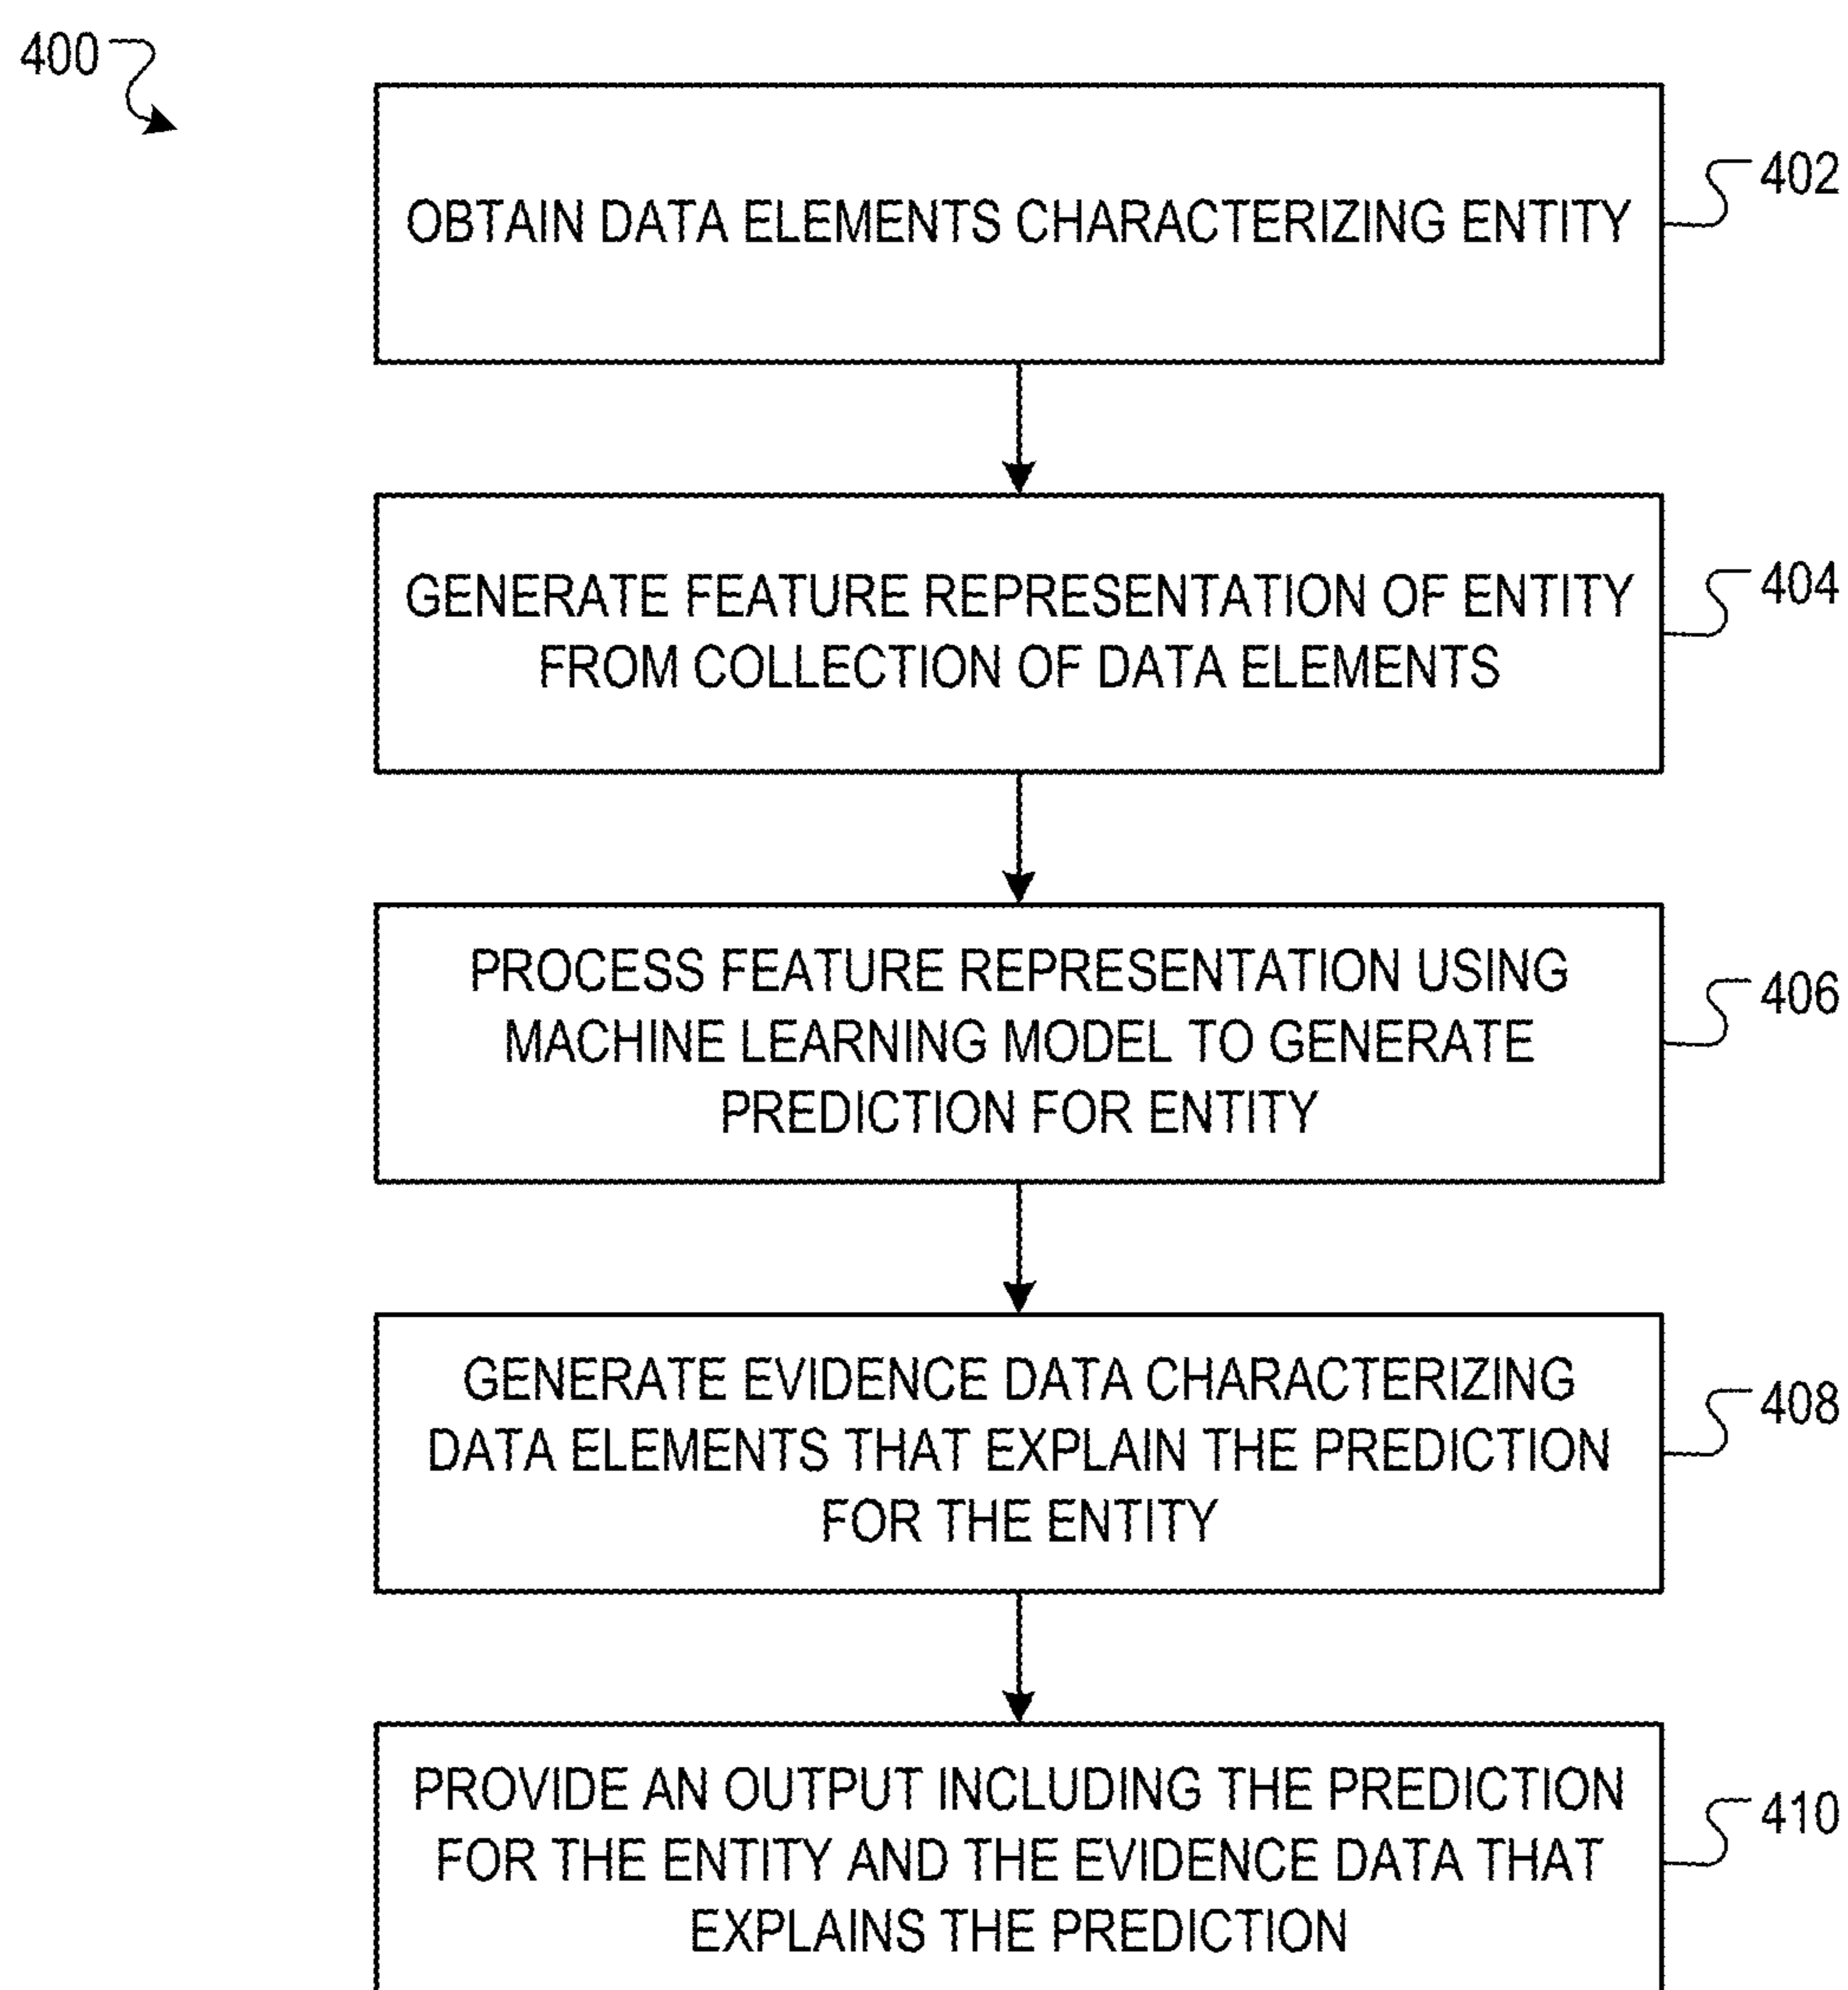 400
OBTAIN DATA ELEMENTS CHARACTERIZING ENTITY
402
GENERATE FEATURE REPRESENTATION OF ENTITY
FROM COLLECTION OF DATA ELEMENTS
404
PROCESS FEATURE REPRESENTATION USING
MACHINE LEARNING MODEL TO GENERATE
PREDICTION FOR ENTITY
406
GENERATE EVIDENCE DATA CHARACTERIZING
DATA ELEMENTS THAT EXPLAIN THE PREDICTION
FOR THE ENTITY
408
PROVIDE AN OUTPUT INCLUDING THE PREDICTION
FOR THE ENTITY AND THE EVIDENCE DATA THAT
EXPLAINS THE PREDICTION
410